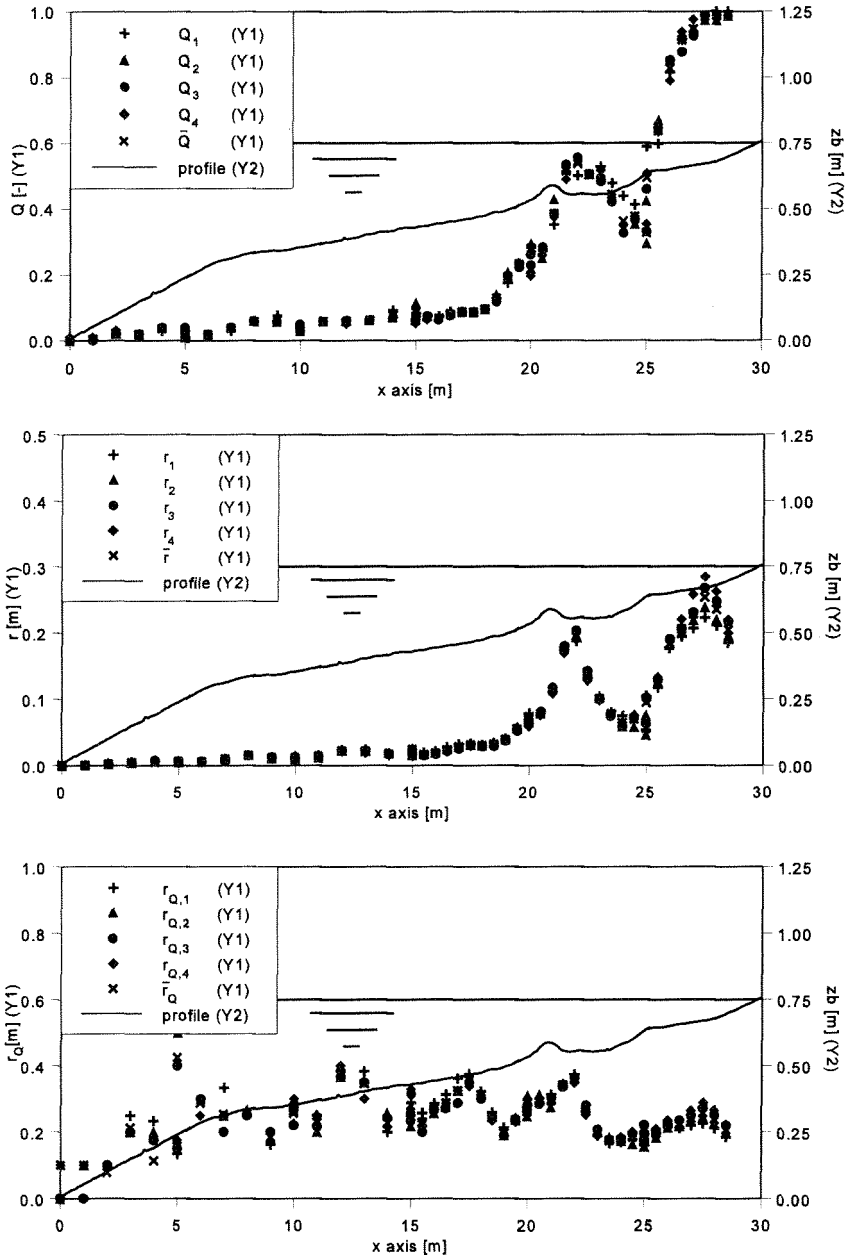 Q₁ (Y1)
Q₂ (Y1)
Q₃ (Y1)
Q₄ (Y1)
Q̄ (Y1)
profile (Y2)
Q [-] (Y1)
1.0
0.8
0.6
0.4
0.2
0.0
1.25
1.00
0.75
0.50
0.25
0.00
zb [m] (Y2)
0 5 10 15 20 25 30
x axis [m]
r₁ (Y1)
r₂ (Y1)
r₃ (Y1)
r₄ (Y1)
r̄ (Y1)
profile (Y2)
r [m] (Y1)
0.5
0.4
0.3
0.2
0.1
0.0
1.25
1.00
0.75
0.50
0.25
0.00
zb [m] (Y2)
0 5 10 15 20 25 30
x axis [m]
r_Q,1 (Y1)
r_Q,2 (Y1)
r_Q,3 (Y1)
r_Q,4 (Y1)
r̄_Q (Y1)
profile (Y2)
r_Q[m] (Y1)
1.0
0.8
0.6
0.4
0.2
0.0
1.25
1.00
0.75
0.50
0.25
0.00
zb [m] (Y2)
0 5 10 15 20 25 30
x axis [m]